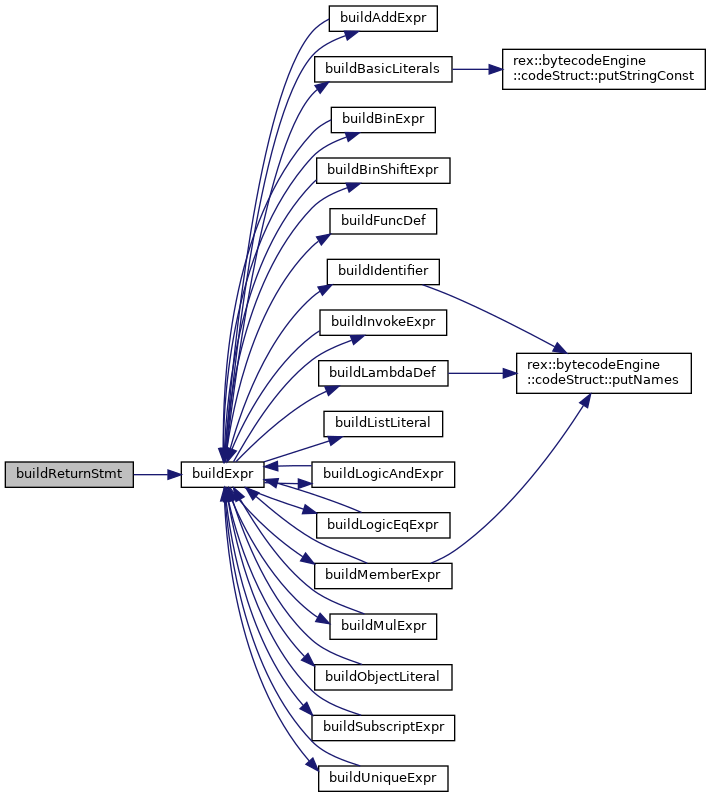 buildAddExpr
buildBasicLiterals
rex::bytecodeEngine
::codeStruct::putStringConst
buildBinExpr
buildBinShiftExpr
buildFuncDef
buildIdentifier
buildInvokeExpr
rex::bytecodeEngine
::codeStruct::putNames
buildLambdaDef
buildListLiteral
buildReturnStmt
buildExpr
buildLogicAndExpr
buildLogicEqExpr
buildMemberExpr
buildMulExpr
buildObjectLiteral
buildSubscriptExpr
buildUniqueExpr